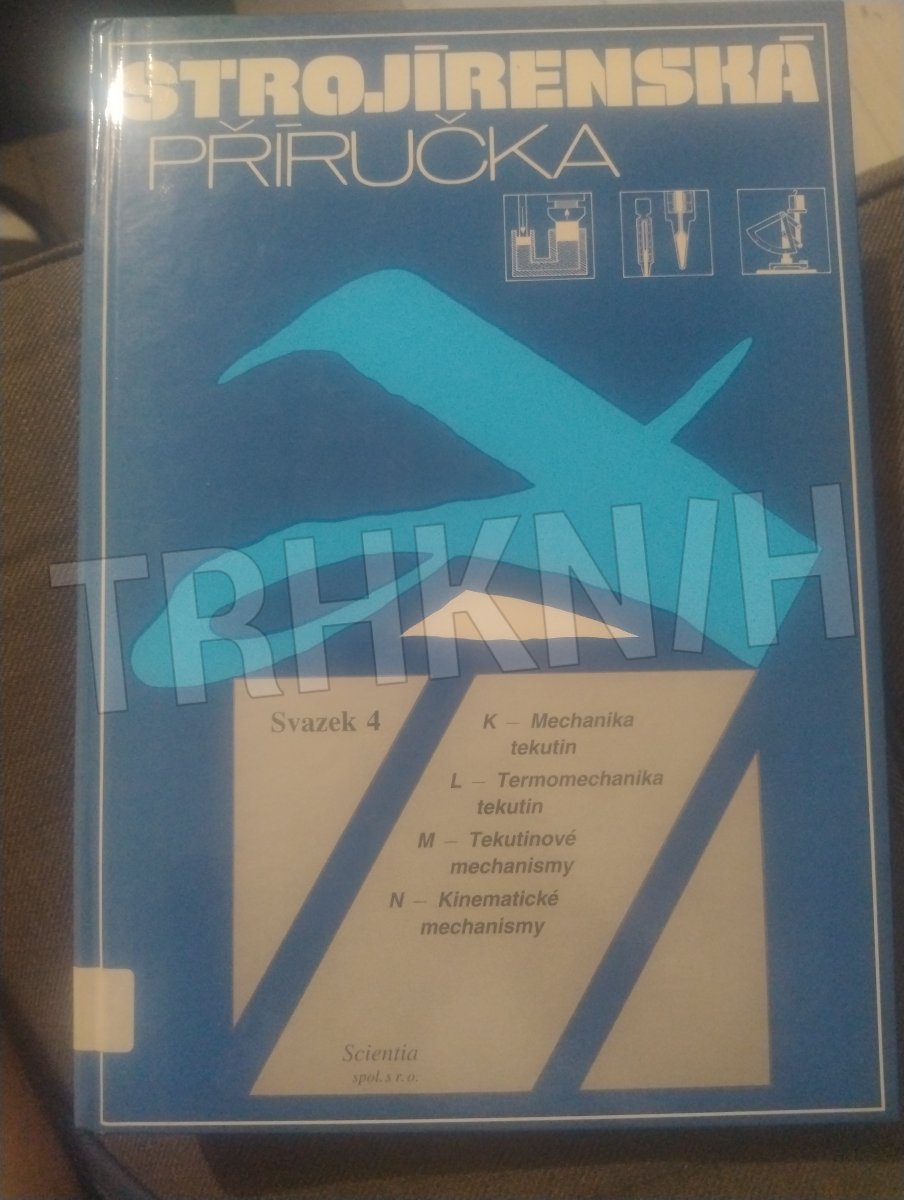 STROJÍRENSKÁ
PŘÍRUČKA
TRHKNIH
Svazek 4
K – Mechanika
tekutin
L – Termomechanika
tekutin
M – Tekutinové
mechanismy
N – Kinematické
mechanismy
Scientia
spol. s r. o.